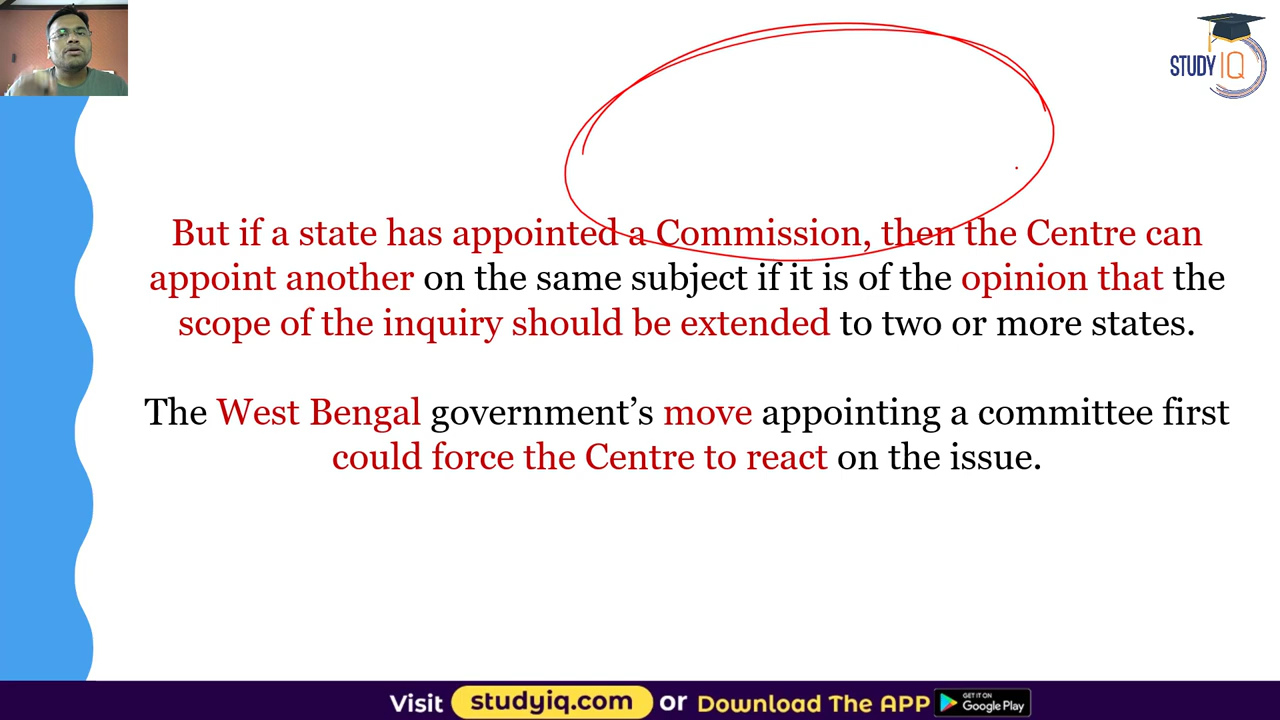 STUDY IQ
But if a state has appointed a Commission, then the Centre can
appoint another on the same subject if it is of the opinion that the
scope of the inquiry should be extended to two or more states.
The West Bengal government’s move appointing a committee first
could force the Centre to react on the issue.
Visit studyiq.com or Download The APP GET IT ON Google Play